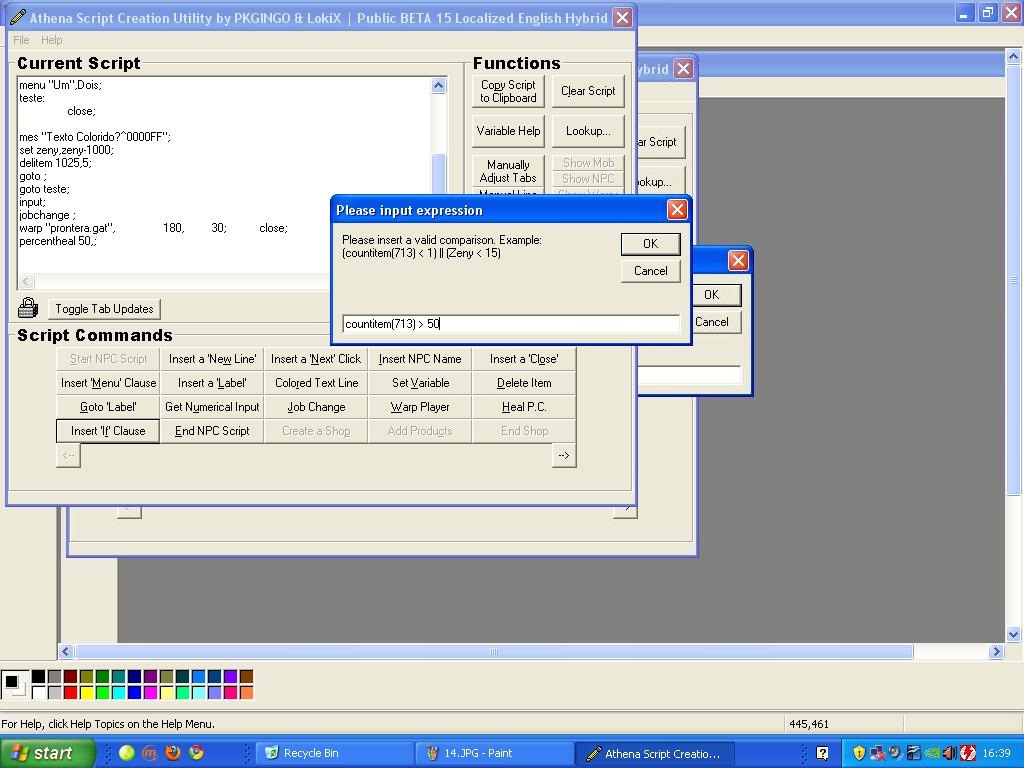 Athena Script Creation Utility by PKGINGO & LokiX | Public BETA 15 Localized English Hybrid
File Help
Current Script
menu "Um",Dois;
teste:
close;
mes "Texto Colorido?^0000FF";
set zeny,zeny-1000;
delitem 1025,5;
goto ;
goto teste;
input;
jobchange ;
warp "prontera.gat", 180, 30; close;
percentheal 50,;
Toggle Tab Updates
Functions
Copy Script to Clipboard
Clear Script
Variable Help
Lookup...
Manually Adjust Tabs
Show Mob
Show NPC
ybrid
ar Script
ookup...
Please input expression
Please insert a valid comparison. Example:
(countitem(713) < 1) || (Zeny < 15)
OK
Cancel
countitem(713) > 50
OK
Cancel
Script Commands
Start NPC Script Insert a 'New Line' Insert a 'Next' Click Insert NPC Name Insert a 'Close'
Insert 'Menu' Clause Insert a 'Label' Colored Text Line Set Variable Delete Item
Goto 'Label' Get Numerical Input Job Change Warp Player Heal P.C.
Insert 'If' Clause End NPC Script Create a Shop Add Products End Shop
<-- -->
For Help, click Help Topics on the Help Menu.
445,461
start
Recycle Bin
14.JPG - Paint
Athena Script Creatio...
16:39